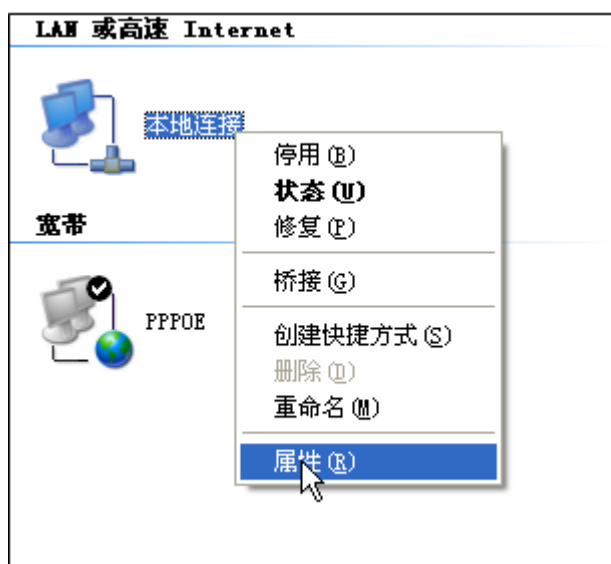 LAN 或高速 Internet
本地连接
停用(B)
状态(U)
修复(P)
宽带
桥接(G)
PPPOE
创建快捷方式(S)
删除(D)
重命名(M)
属性(R)